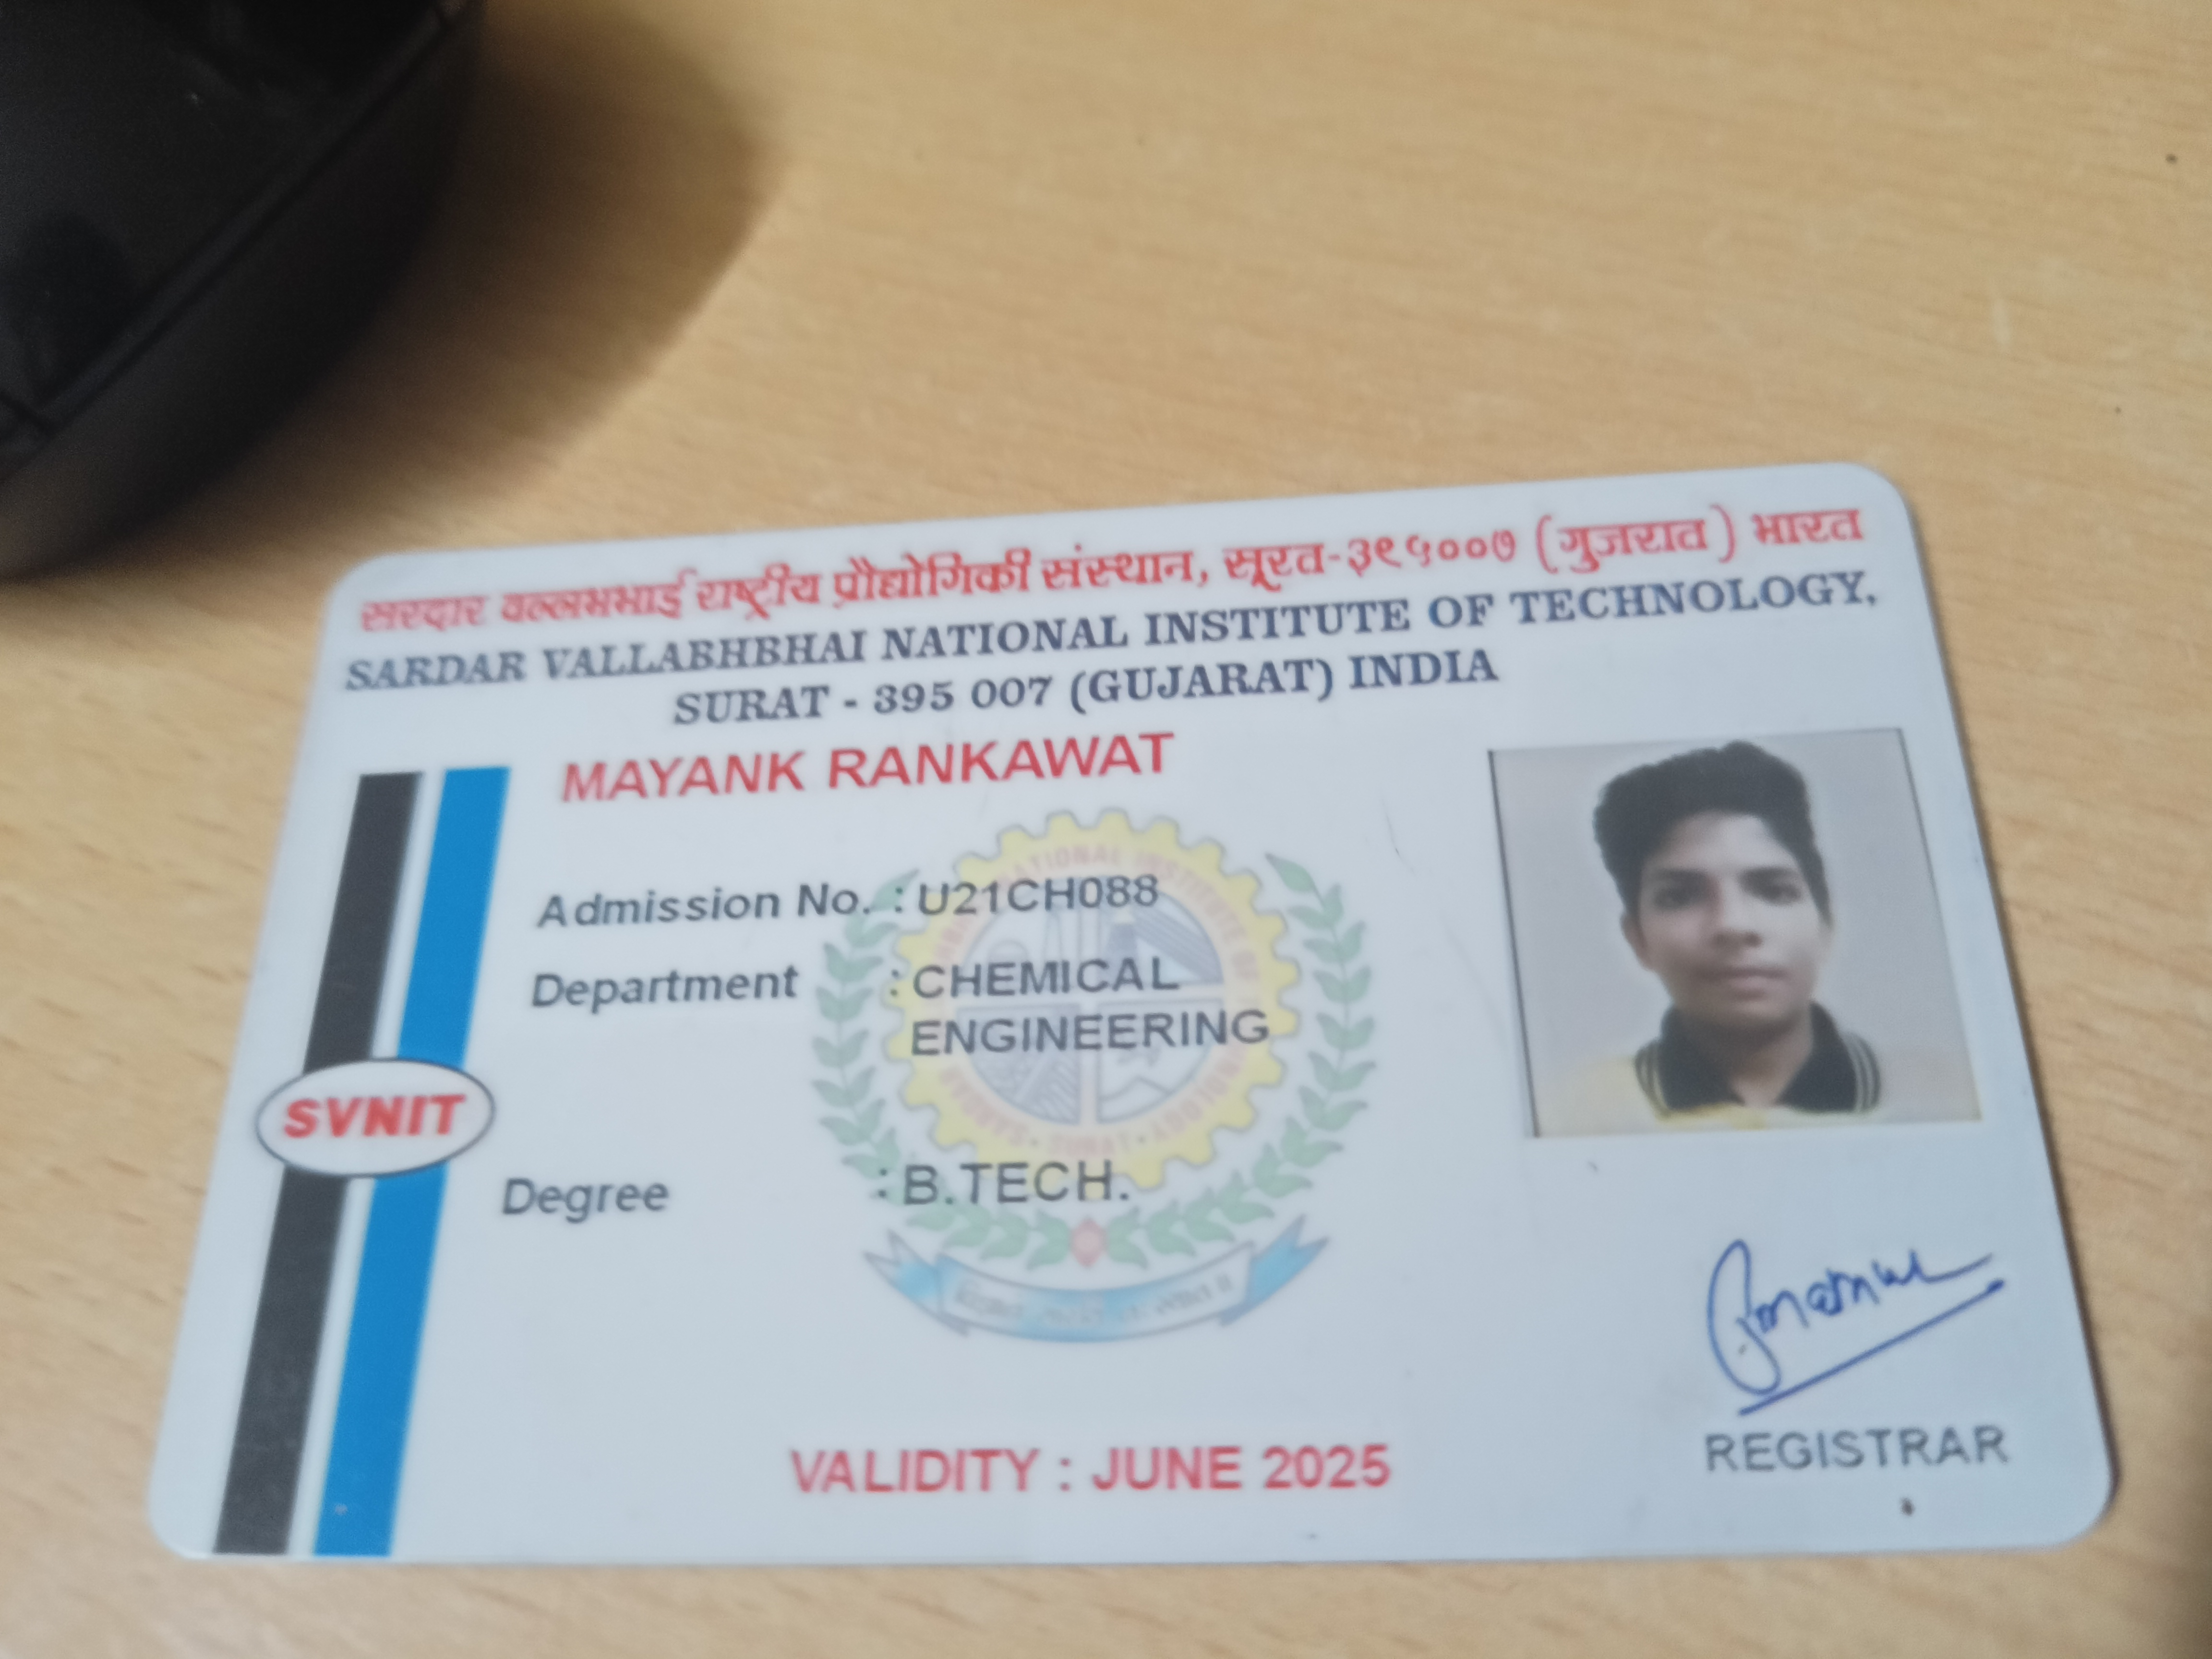 सरदार वल्लभभाई राष्ट्रीय प्रौद्योगिकी संस्थान, सूरत-३९५००७ (गुजरात) भारत
SARDAR VALLABHBHAI NATIONAL INSTITUTE OF TECHNOLOGY,
SURAT - 395 007 (GUJARAT) INDIA
MAYANK RANKAWAT
Admission No. : U21CH088
Department : CHEMICAL
ENGINEERING
SVNIT
Degree : B.TECH.
VALIDITY : JUNE 2025
REGISTRAR